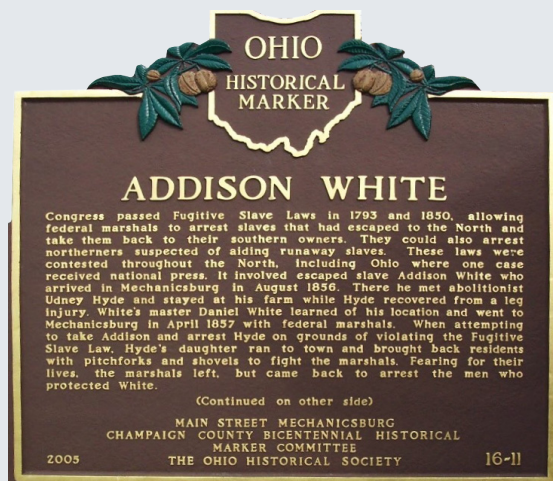 OHIO
HISTORICAL
MARKER
ADDISON WHITE
Congress passed Fugitive Slave Laws in 1793 and 1850, allowing
federal marshals to arrest slaves that had escaped to the North and
take them back to their southern owners. They could also arrest
northerners suspected of aiding runaway slaves. These laws were
contested throughout the North, including Ohio where one case
received national press. It involved escaped slave Addison White who
arrived in Mechanicsburg in August 1856. There he met abolitionist
Udney Hyde and stayed at his farm while Hyde recovered from a leg
injury. White's master Daniel White learned of his location and went to
Mechanicsburg in April 1857 with federal marshals. When attempting
to take Addison and arrest Hyde on grounds of violating the Fugitive
Slave Law, Hyde's daughter ran to town and brought back residents
with pitchforks and shovels to fight the marshals. Fearing for their
lives, the marshals left, but came back to arrest the men who
protected White.
(Continued on other side)
MAIN STREET MECHANICSBURG
CHAMPAIGN COUNTY BICENTENNIAL HISTORICAL
MARKER COMMITTEE
2005 THE OHIO HISTORICAL SOCIETY 16-11